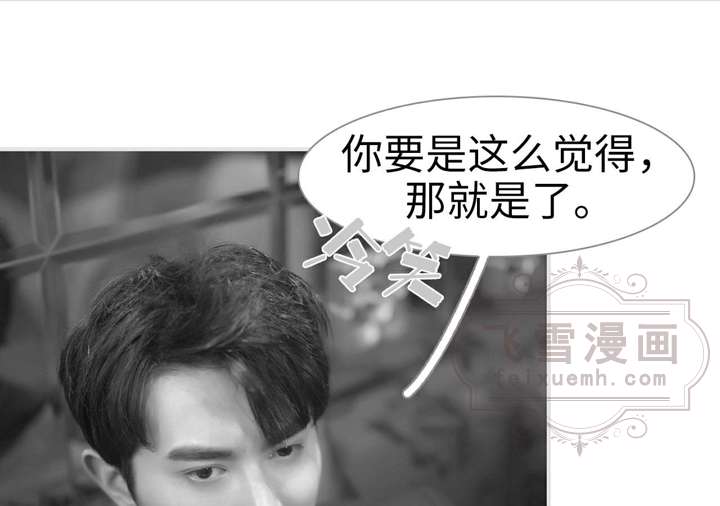 你要是这么觉得，
那就是了。
冷笑
飞雪漫画
feixuemh.com